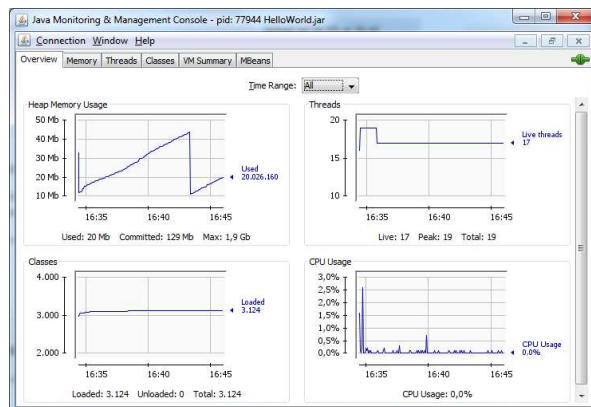 Java Monitoring & Management Console - pid: 77944 HelloWorld.jar
Connection Window Help
Overview Memory Threads Classes VM Summary MBeans
Time Range: All
Heap Memory Usage
50 Mb
40 Mb
30 Mb
20 Mb
10 Mb
Used
20.026.160
16:35 16:40 16:45
Used: 20 Mb Committed: 129 Mb Max: 1,9 Gb
Threads
20
15
10
Live threads
17
16:35 16:40 16:45
Live: 17 Peak: 19 Total: 19
Classes
4.000
3.000
2.000
Loaded
3.124
16:35 16:40 16:45
Loaded: 3.124 Unloaded: 0 Total: 3.124
CPU Usage
3,0%
2,5%
2,0%
1,5%
1,0%
0,5%
0,0%
CPU Usage
0.0%
16:35 16:40 16:45
CPU Usage: 0,0%